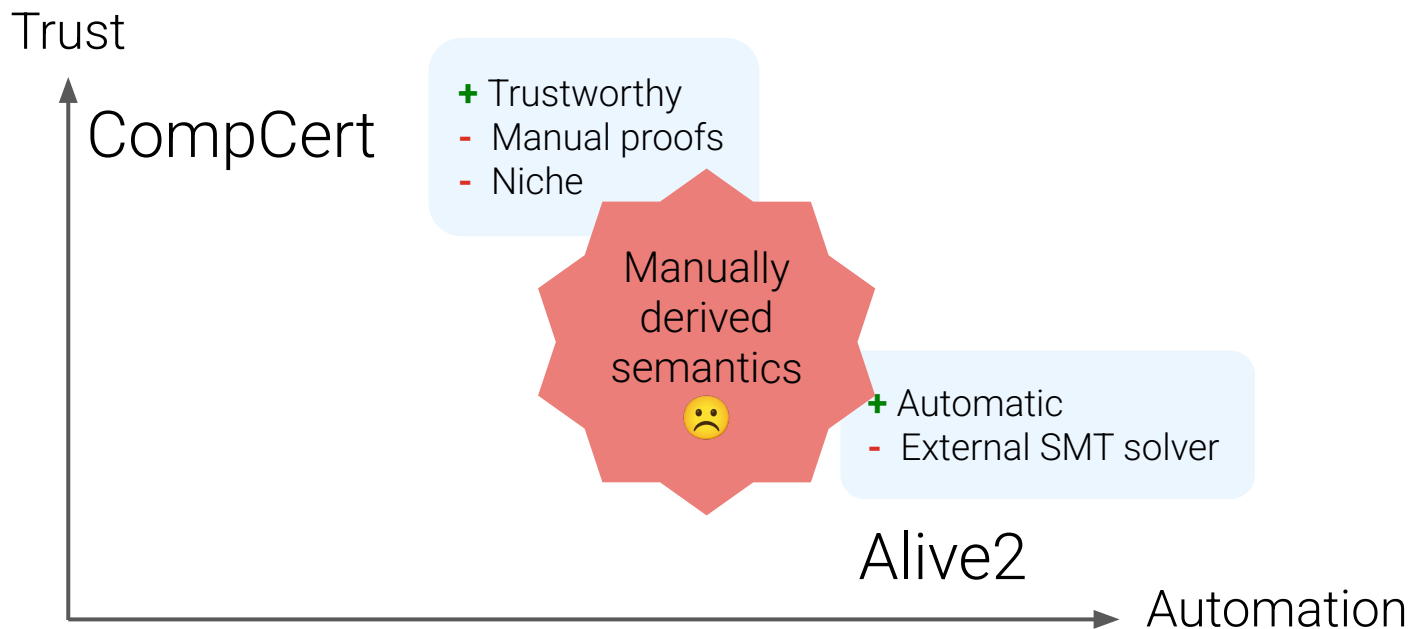 Trust
CompCert
+ Trustworthy
- Manual proofs
- Niche
Manually
derived
semantics
☹️
+ Automatic
- External SMT solver
Alive2
Automation